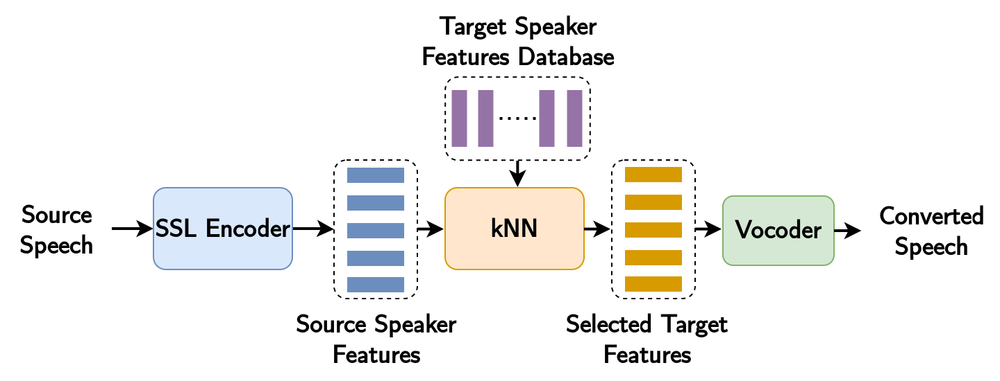 Target Speaker
Features Database
Source
Speech
SSL Encoder
kNN
Vocoder
Converted
Speech
Source Speaker
Features
Selected Target
Features